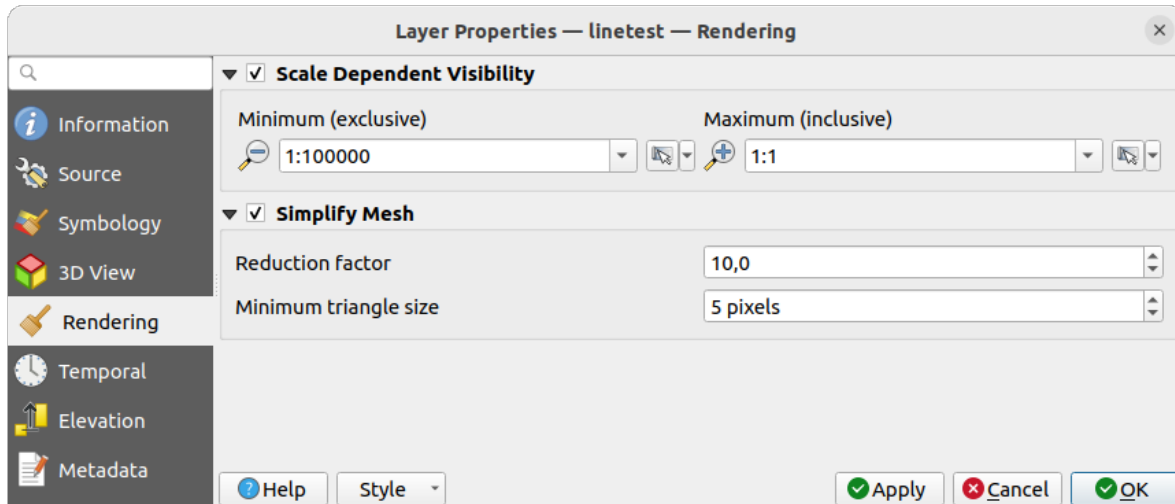 Layer Properties — linetest — Rendering
Information
Source
Symbology
3D View
Rendering
Temporal
Elevation
Metadata
Scale Dependent Visibility
Minimum (exclusive) Maximum (inclusive)
1:100000 1:1
Simplify Mesh
Reduction factor 10,0
Minimum triangle size 5 pixels
Help Style Apply Cancel OK